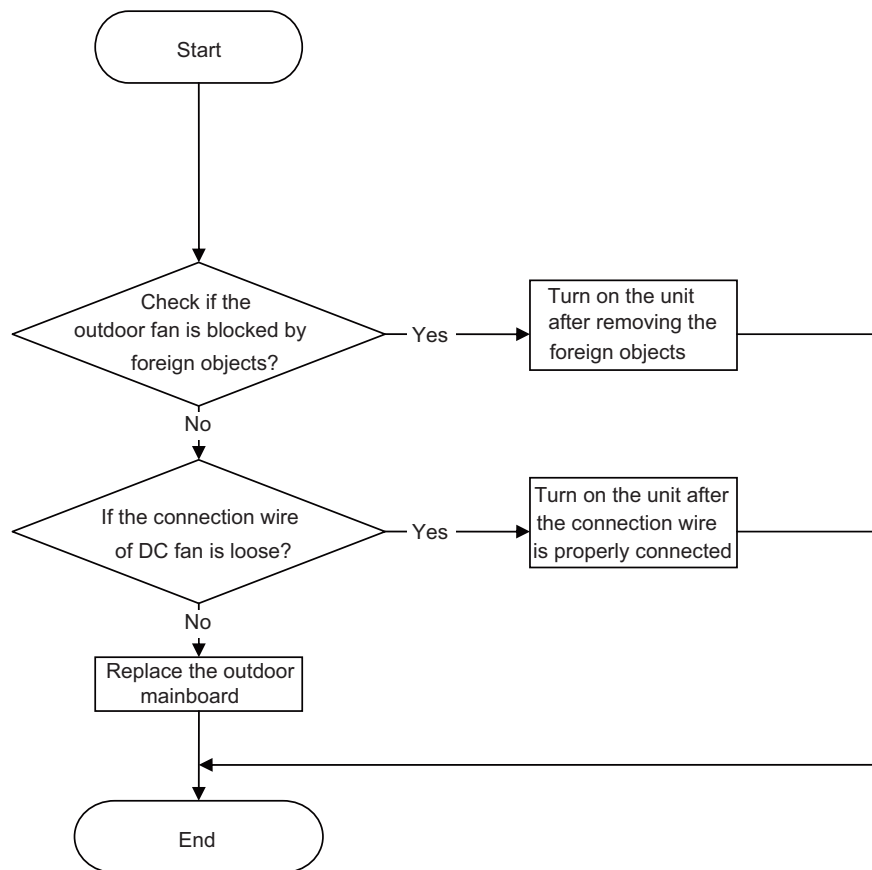 Start
Check if the
outdoor fan is blocked by
foreign objects?
Yes
Turn on the unit
after removing the
foreign objects
No
If the connection wire
of DC fan is loose?
Yes
Turn on the unit after
the connection wire
is properly connected
No
Replace the outdoor
mainboard
End